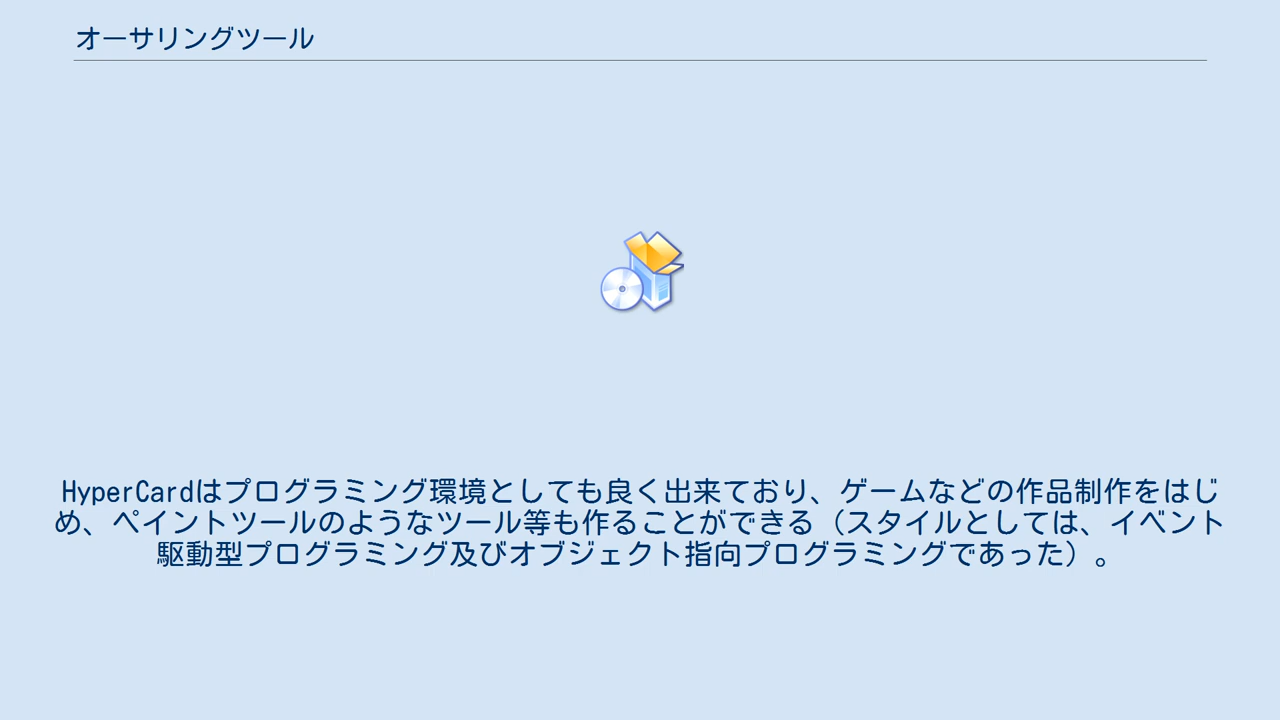 オーサリングツール
HyperCardはプログラミング環境としても良く出来ており、ゲームなどの作品制作をはじ
め、ペイントツールのようなツール等も作ることができる（スタイルとしては、イベント
駆動型プログラミング及びオブジェクト指向プログラミングであった）。